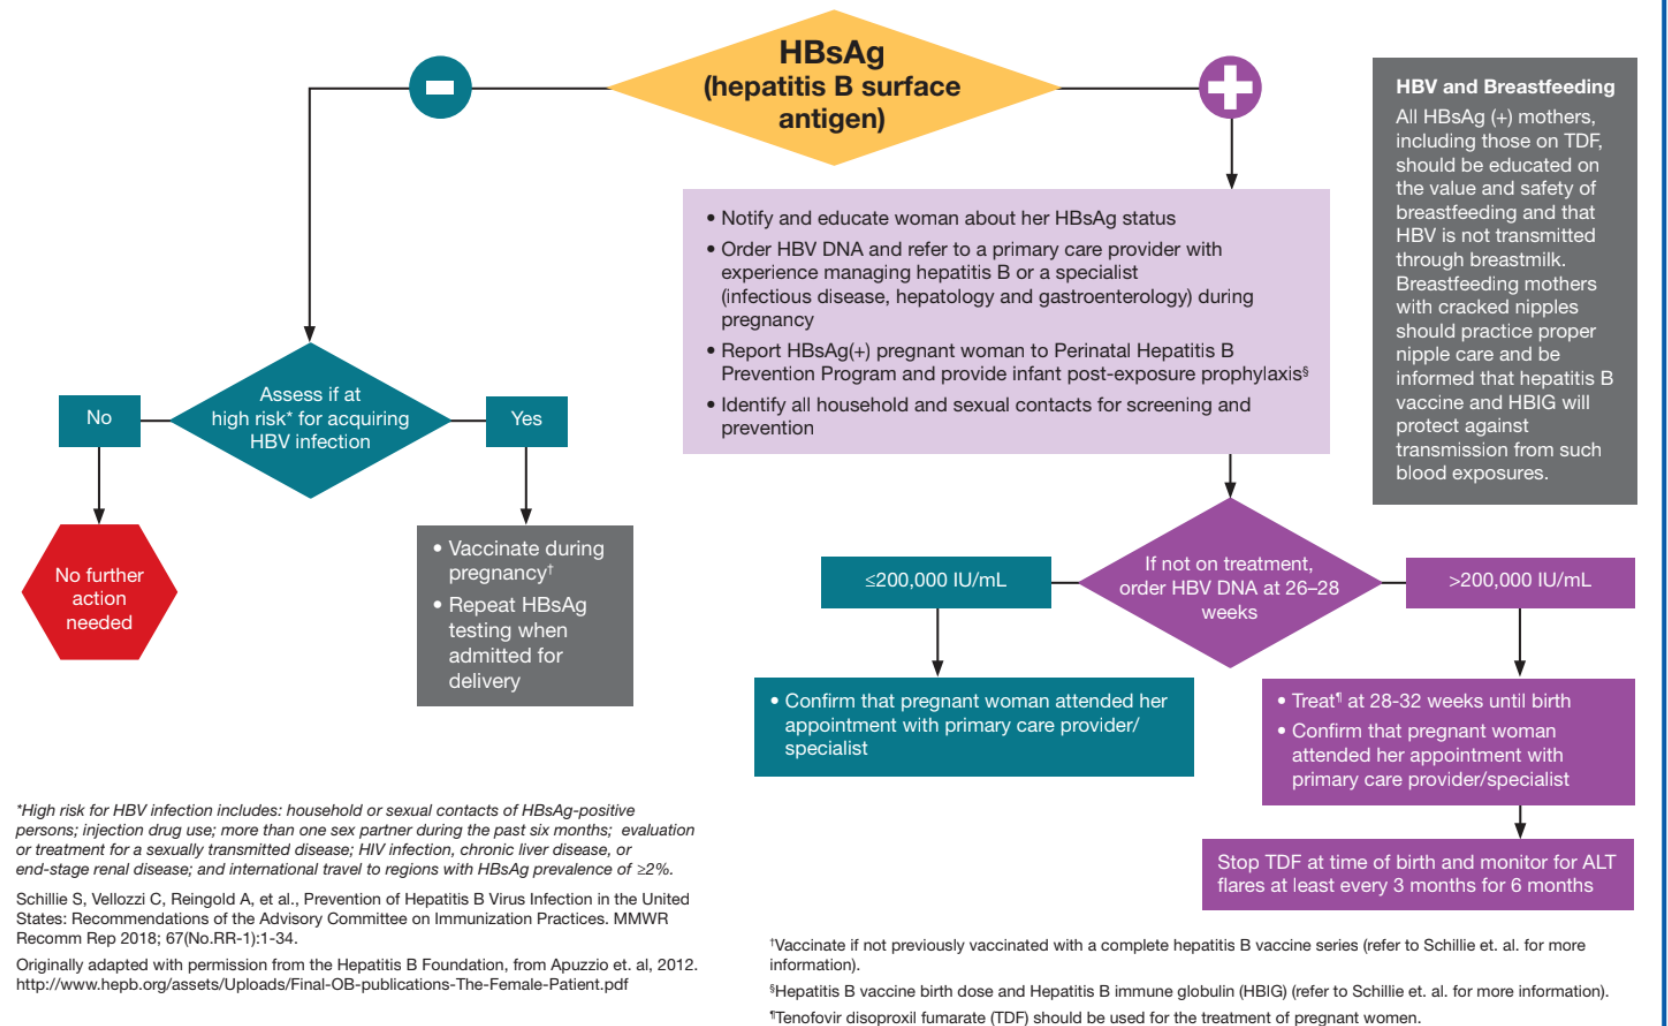 HBsAg
(hepatitis B surface
antigen)
HBV and Breastfeeding
All HBsAg (+) mothers,
including those on TDF,
should be educated on
the value and safety of
breastfeeding and that
HBV is not transmitted
through breastmilk.
Breastfeeding mothers
with cracked nipples
should practice proper
nipple care and be
informed that hepatitis B
vaccine and HBIG will
protect against
transmission from such
blood exposures.
• Notify and educate woman about her HBsAg status
• Order HBV DNA and refer to a primary care provider with
experience managing hepatitis B or a specialist
(infectious disease, hepatology and gastroenterology) during
pregnancy
• Report HBsAg(+) pregnant woman to Perinatal Hepatitis B
Prevention Program and provide infant post-exposure prophylaxis§
• Identify all household and sexual contacts for screening and
prevention
No
Assess if at
high risk* for acquiring
HBV infection
Yes
No further
action
needed
• Vaccinate during
pregnancy†
• Repeat HBsAg
testing when
admitted for
delivery
≤200,000 IU/mL
If not on treatment,
order HBV DNA at 26–28
weeks
>200,000 IU/mL
• Confirm that pregnant woman attended her
appointment with primary care provider/
specialist
• Treat¶ at 28-32 weeks until birth
• Confirm that pregnant woman
attended her appointment with
primary care provider/specialist
Stop TDF at time of birth and monitor for ALT
flares at least every 3 months for 6 months
*High risk for HBV infection includes: household or sexual contacts of HBsAg-positive
persons; injection drug use; more than one sex partner during the past six months; evaluation
or treatment for a sexually transmitted disease; HIV infection, chronic liver disease, or
end-stage renal disease; and international travel to regions with HBsAg prevalence of ≥2%.
Schillie S, Vellozzi C, Reingold A, et al., Prevention of Hepatitis B Virus Infection in the United
States: Recommendations of the Advisory Committee on Immunization Practices. MMWR
Recomm Rep 2018; 67(No.RR-1):1-34.
Originally adapted with permission from the Hepatitis B Foundation, from Apuzzio et. al, 2012.
http://www.hepb.org/assets/Uploads/Final-OB-publications-The-Female-Patient.pdf
†Vaccinate if not previously vaccinated with a complete hepatitis B vaccine series (refer to Schillie et. al. for more
information).
§Hepatitis B vaccine birth dose and Hepatitis B immune globulin (HBIG) (refer to Schillie et. al. for more information).
¶Tenofovir disoproxil fumarate (TDF) should be used for the treatment of pregnant women.